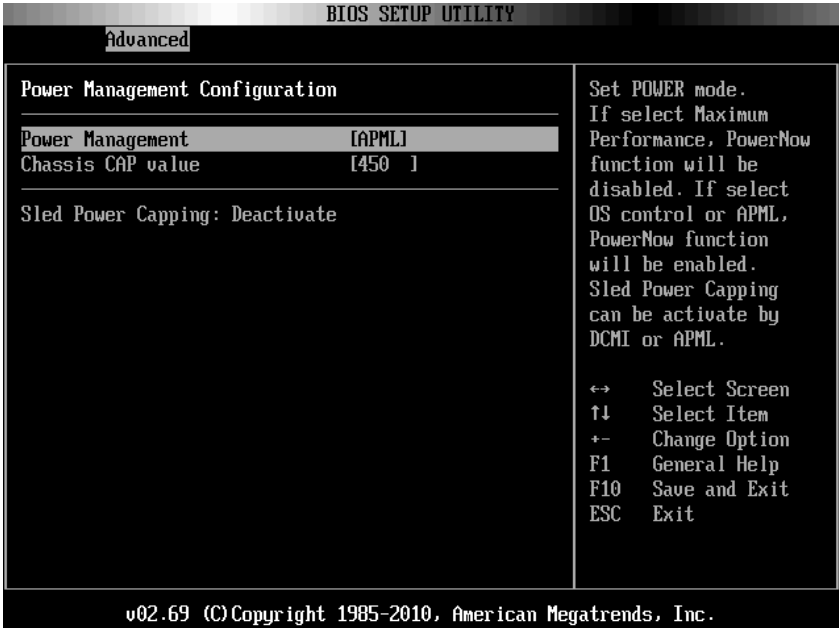 BIOS SETUP UTILITY
Advanced
Power Management Configuration
Power Management [APML]
Chassis CAP value [450 ]
Sled Power Capping: Deactivate
Set POWER mode.
If select Maximum
Performance, PowerNow
function will be
disabled. If select
OS control or APML,
PowerNow function
will be enabled.
Sled Power Capping
can be activate by
DCMI or APML.
↔ Select Screen
↑↓ Select Item
+- Change Option
F1 General Help
F10 Save and Exit
ESC Exit
v02.69 (C)Copyright 1985-2010, American Megatrends, Inc.